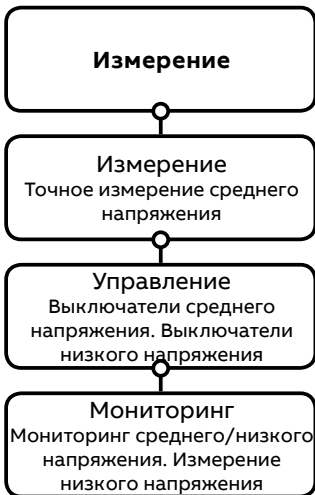 Измерение
Измерение
Точное измерение среднего
напряжения
Управление
Выключатели среднего
напряжения. Выключатели
низкого напряжения
Мониторинг
Мониторинг среднего/низкого
напряжения. Измерение
низкого напряжения